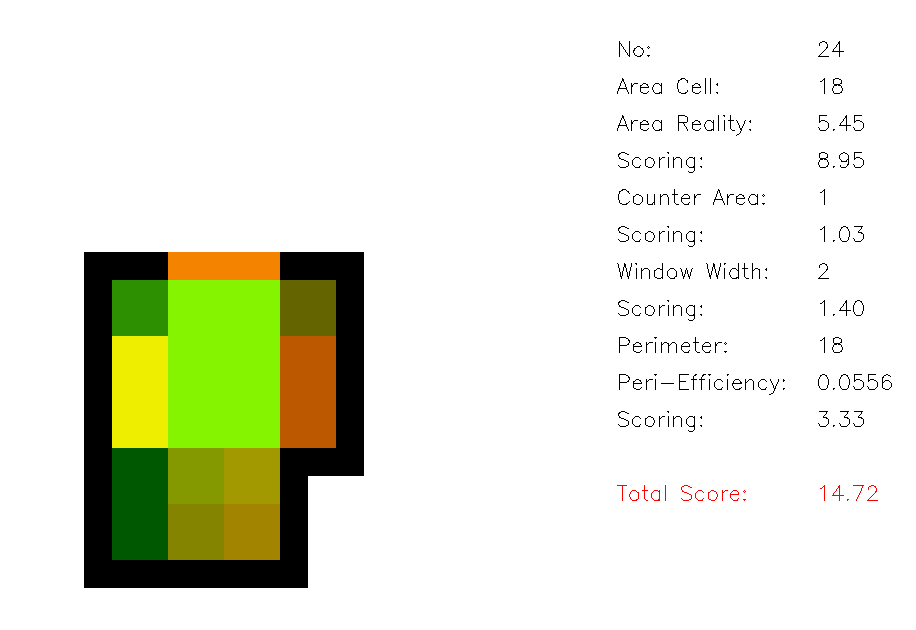 No: 24
Area Cell: 18
Area Reality: 5.45
Scoring: 8.95
Counter Area: 1
Scoring: 1.03
Window Width: 2
Scoring: 1.40
Perimeter: 18
Peri-Efficiency: 0.0556
Scoring: 3.33
Total Score: 14.72